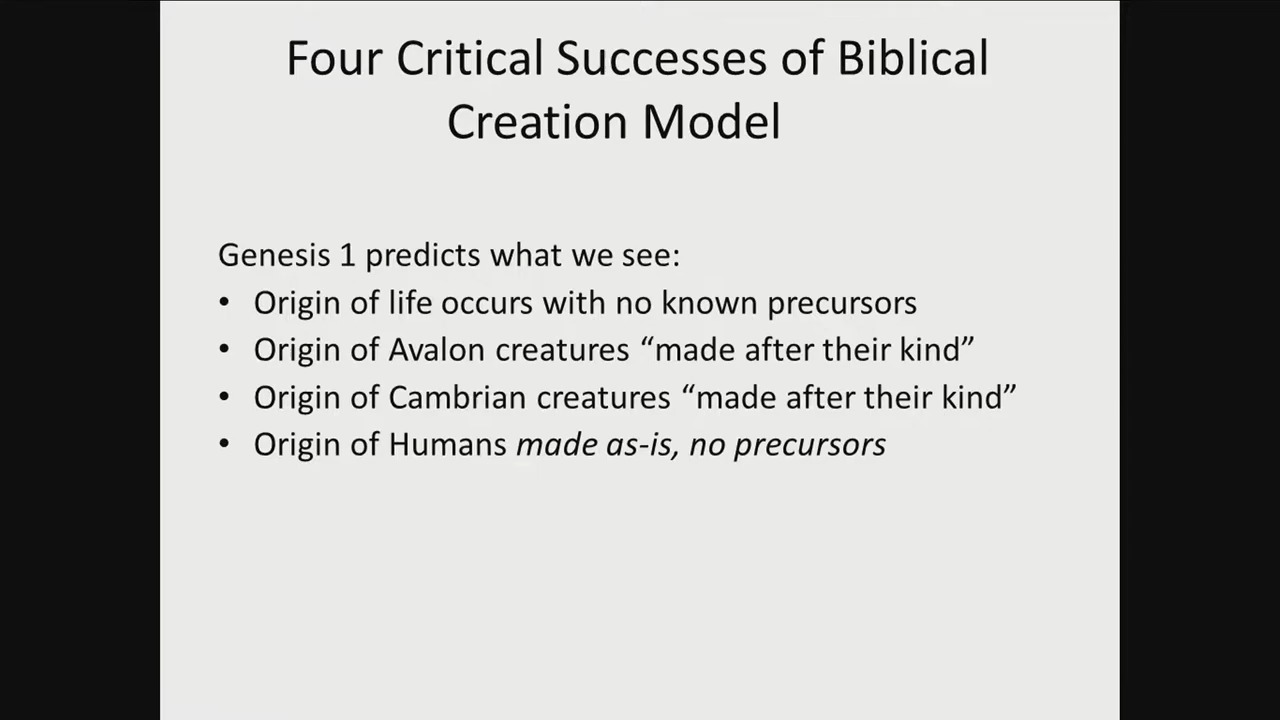 Four Critical Successes of Biblical
Creation Model
Genesis 1 predicts what we see:
• Origin of life occurs with no known precursors
• Origin of Avalon creatures “made after their kind”
• Origin of Cambrian creatures “made after their kind”
• Origin of Humans made as-is, no precursors